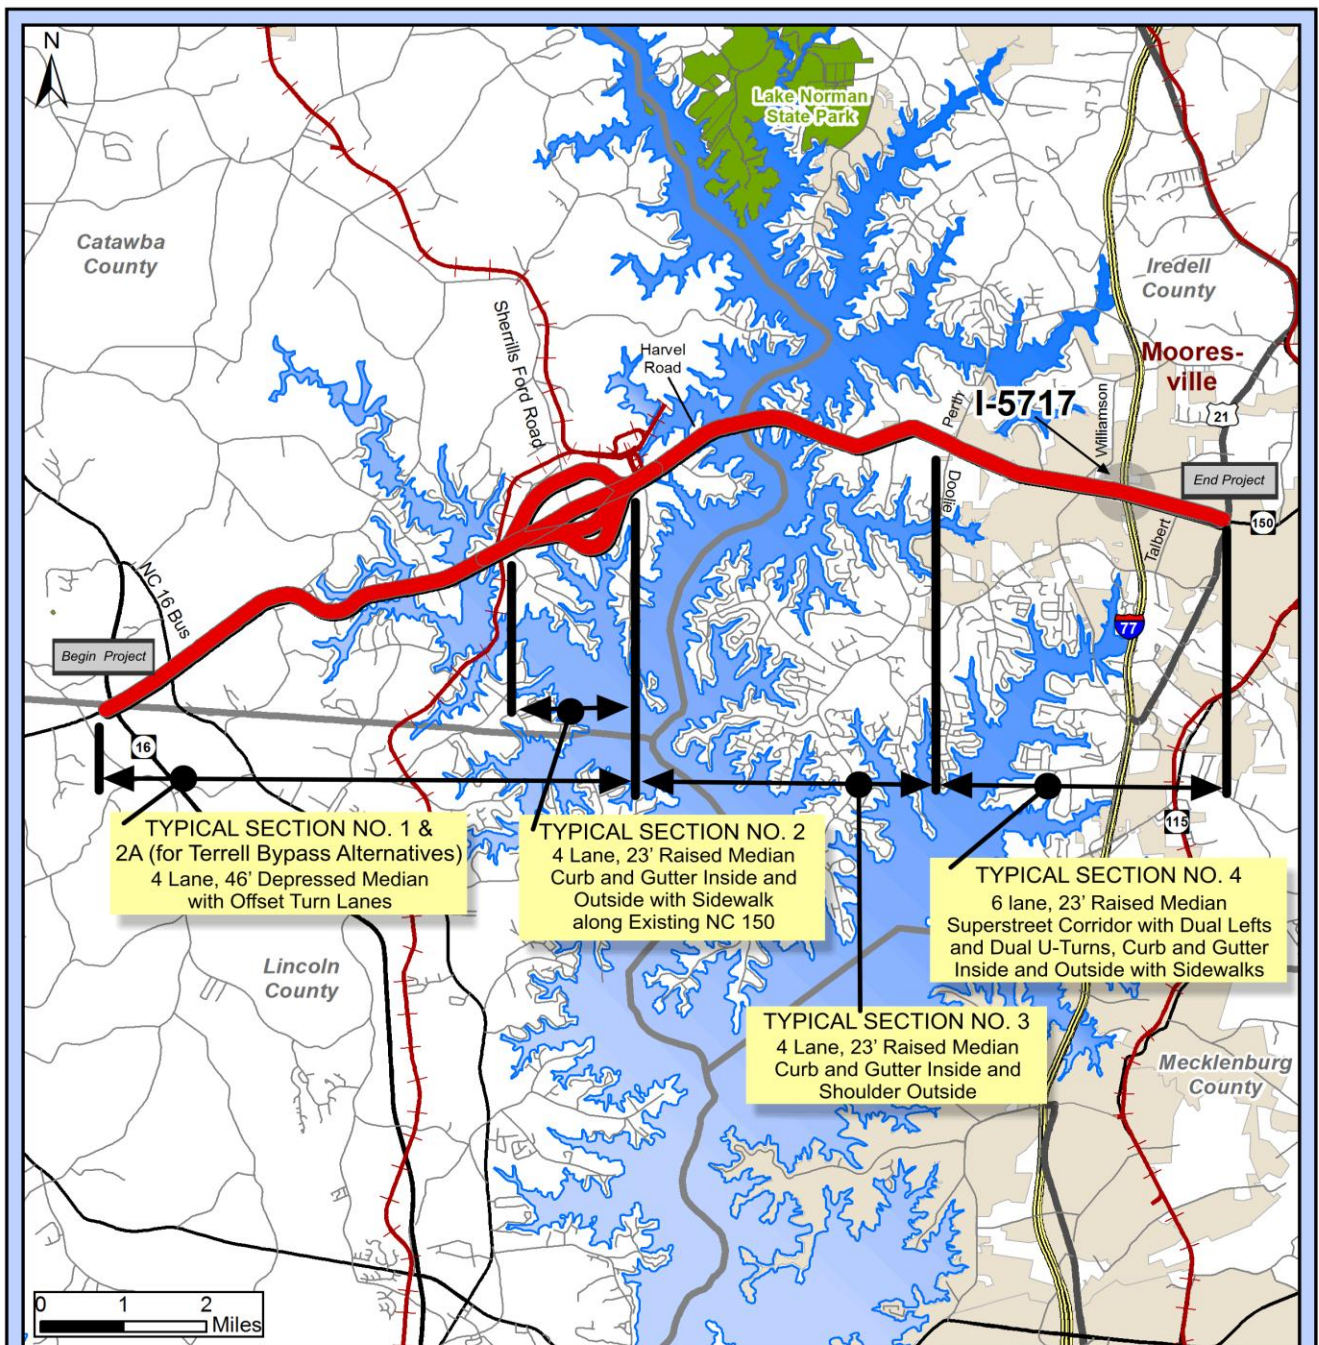 N
Lake Norman
State Park
Catawba
County
Iredell
County
Sherrills Ford Road
Harvel
Road
Moores-
ville
I-5717
Perth
Williamson
21
Doolie
End Project
150
Talbert
NC 16 Bus
77
Begin Project
16
TYPICAL SECTION NO. 1 &
2A (for Terrell Bypass Alternatives)
4 Lane, 46' Depressed Median
with Offset Turn Lanes
TYPICAL SECTION NO. 2
4 Lane, 23' Raised Median
Curb and Gutter Inside and
Outside with Sidewalk
along Existing NC 150
115
TYPICAL SECTION NO. 4
6 lane, 23' Raised Median
Superstreet Corridor with Dual Lefts
and Dual U-Turns, Curb and Gutter
Inside and Outside with Sidewalks
Lincoln
County
TYPICAL SECTION NO. 3
4 Lane, 23' Raised Median
Curb and Gutter Inside and
Shoulder Outside
Mecklenburg
County
0 1 2
Miles